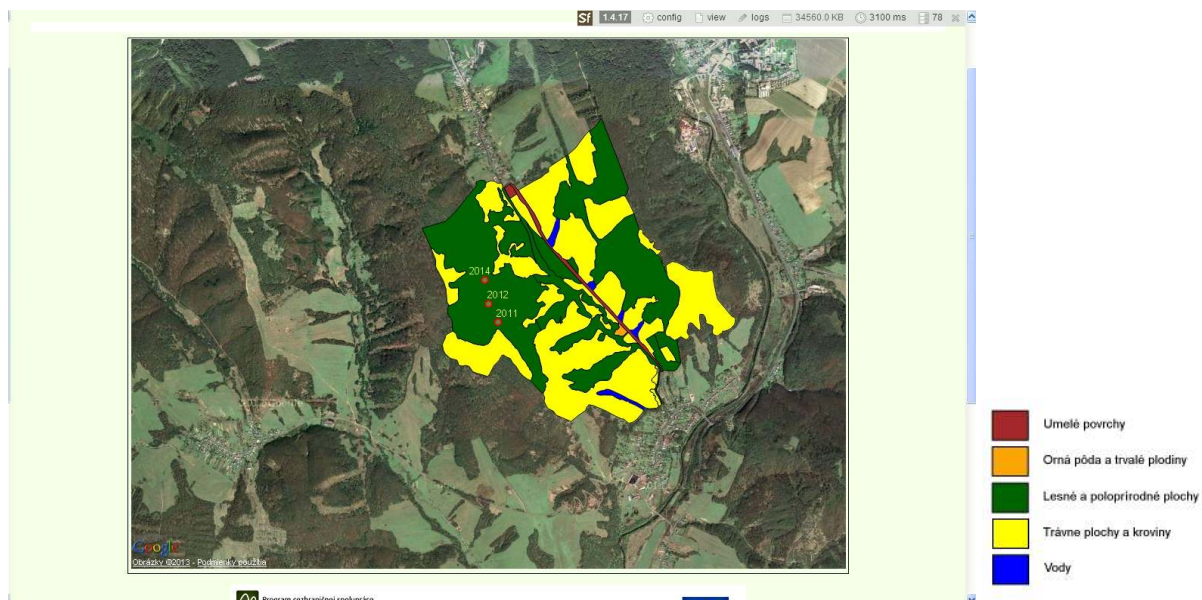 Sf 1.4.17 config view logs 34560.0 KB 3100 ms 78
2014
2012
2011
Google
Obrázky ©2013 - Podmienky použitia
Program cezhraničnej spolupráce
Umelé povrchy
Orná pôda a trvalé plodiny
Lesné a poloprírodné plochy
Trávne plochy a kroviny
Vody